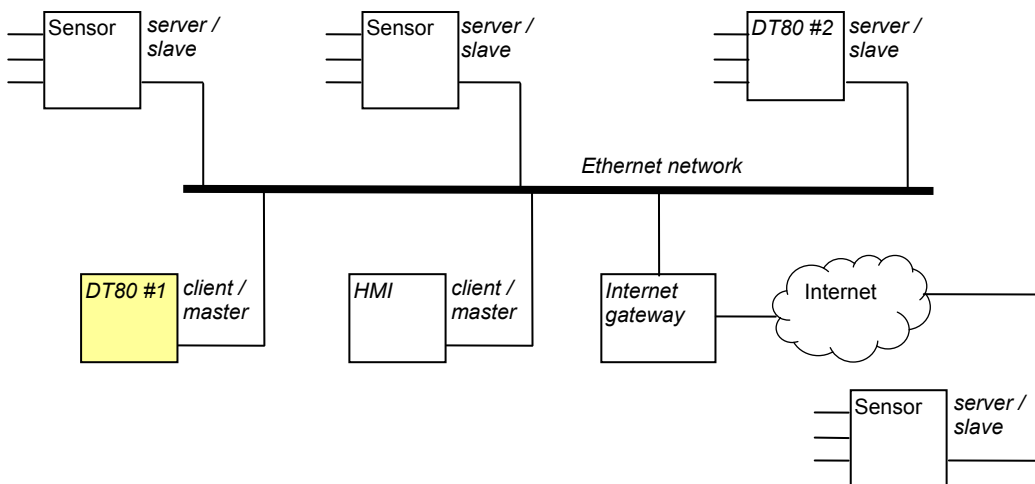 Sensor
server /
slave
Sensor
server /
slave
DT80 #2
server /
slave
Ethernet network
DT80 #1
client /
master
HMI
client /
master
Internet
gateway
Internet
Sensor
server /
slave